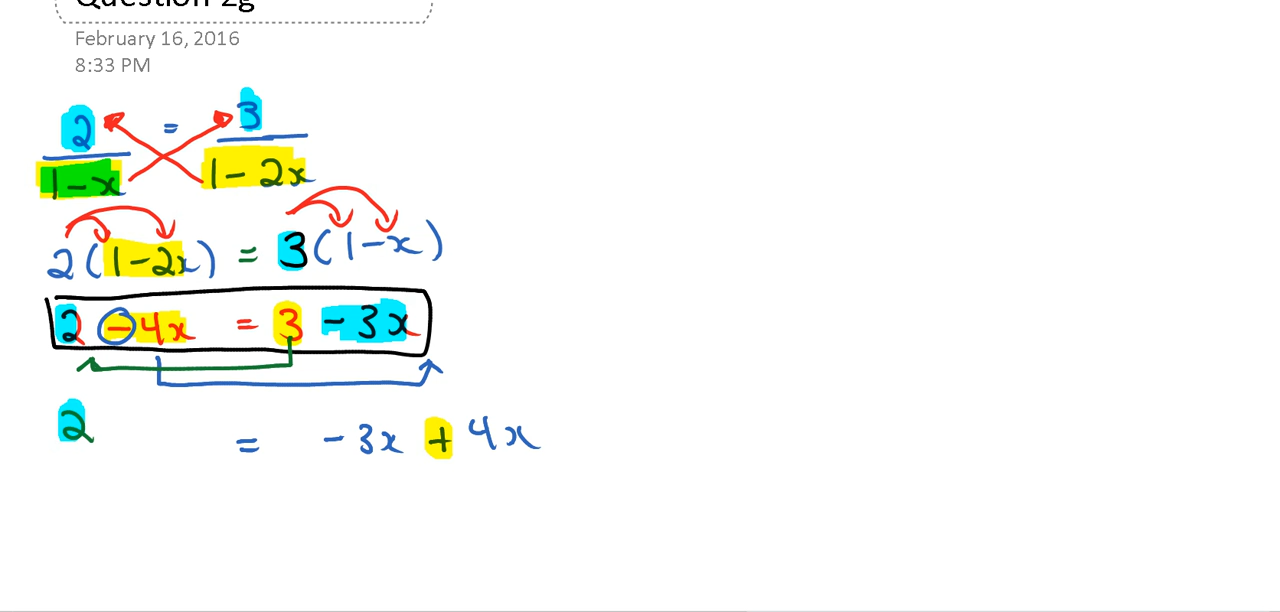 Question 2g
February 16, 2016
8:33 PM
2 = 3
1-x 1-2x
2(1-2x) = 3(1-x)
2 -4x = 3 -3x
2 = -3x + 4x